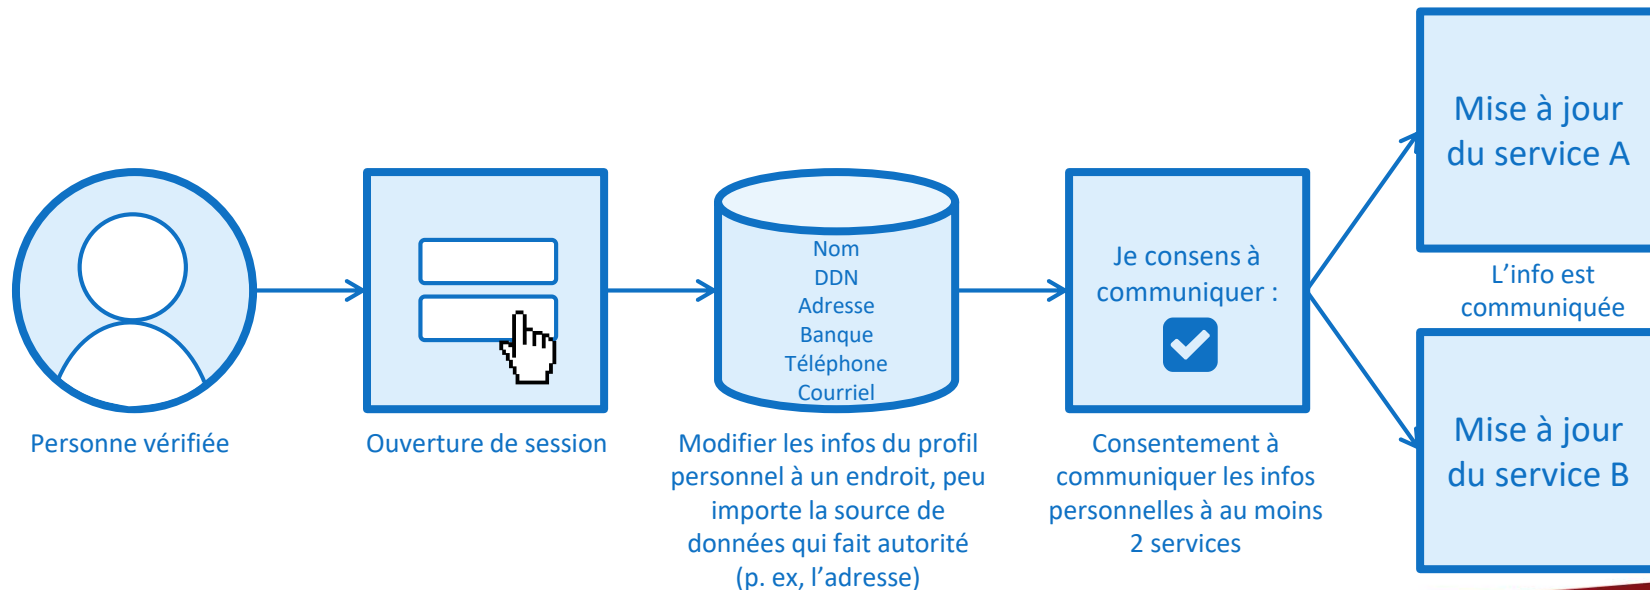 Personne vérifiée
Ouverture de session
Nom
DDN
Adresse
Banque
Téléphone
Courriel
Modifier les infos du profil
personnel à un endroit, peu
importe la source de
données qui fait autorité
(p. ex, l’adresse)
Je consens à
communiquer :
Consentement à
communiquer les infos
personnelles à au moins
2 services
Mise à jour
du service A
L’info est
communiquée
Mise à jour
du service B